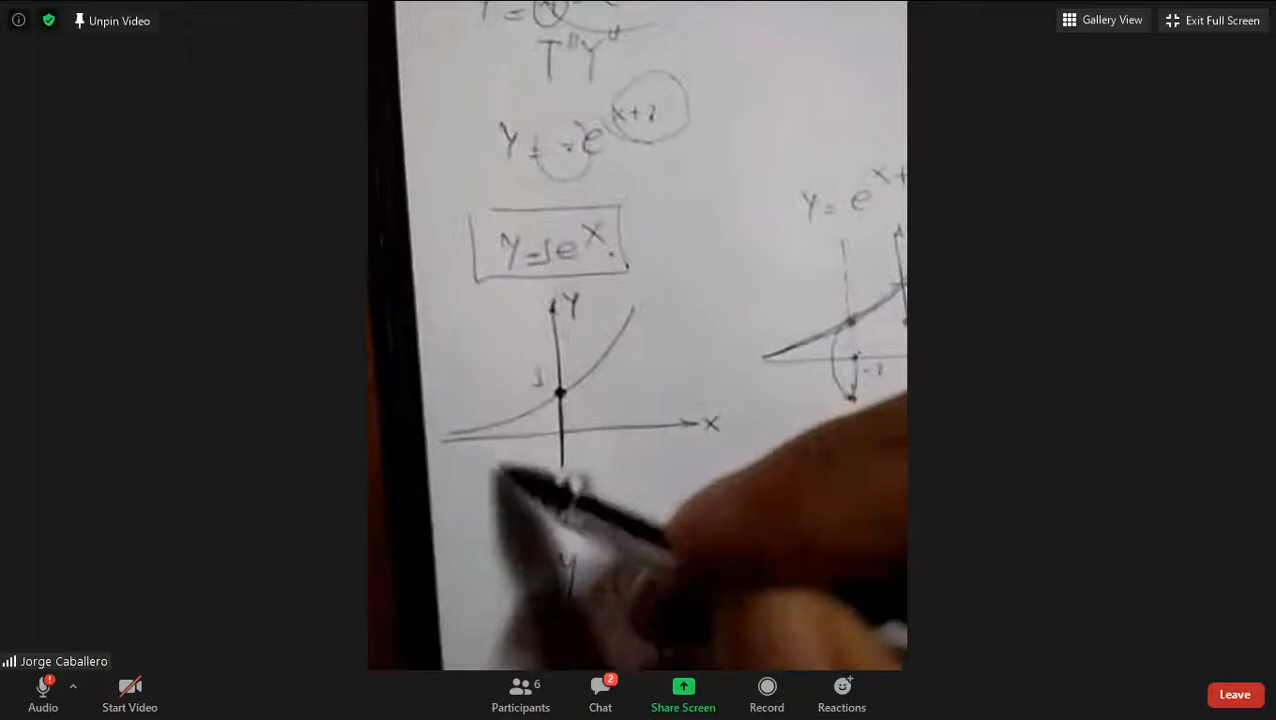 Unpin Video
Gallery View
Exit Full Screen
T"Y"
Y
y=1e^x.
Y
1
X
y = e^x+
-1
Jorge Caballero
Audio
Start Video
6
Participants
2
Chat
Share Screen
Record
Reactions
Leave